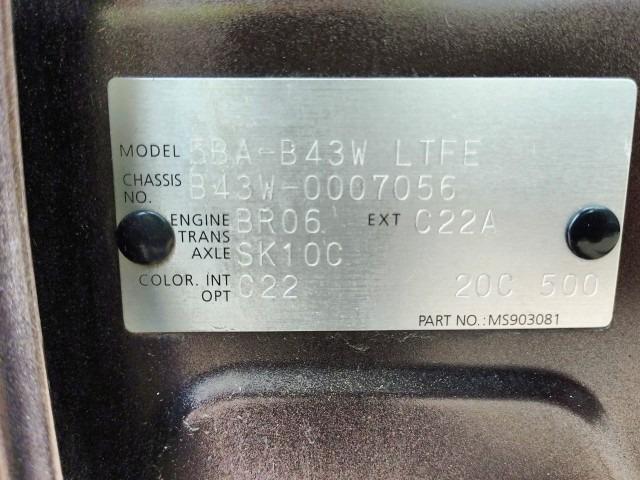 MODEL 5BA-B43W LTFE
CHASSIS NO. B43W-0007056
ENGINE BR06 EXT C22A
TRANS AXLE SK10C
COLOR. INT C22
OPT 20C 500
PART NO.:MS903081